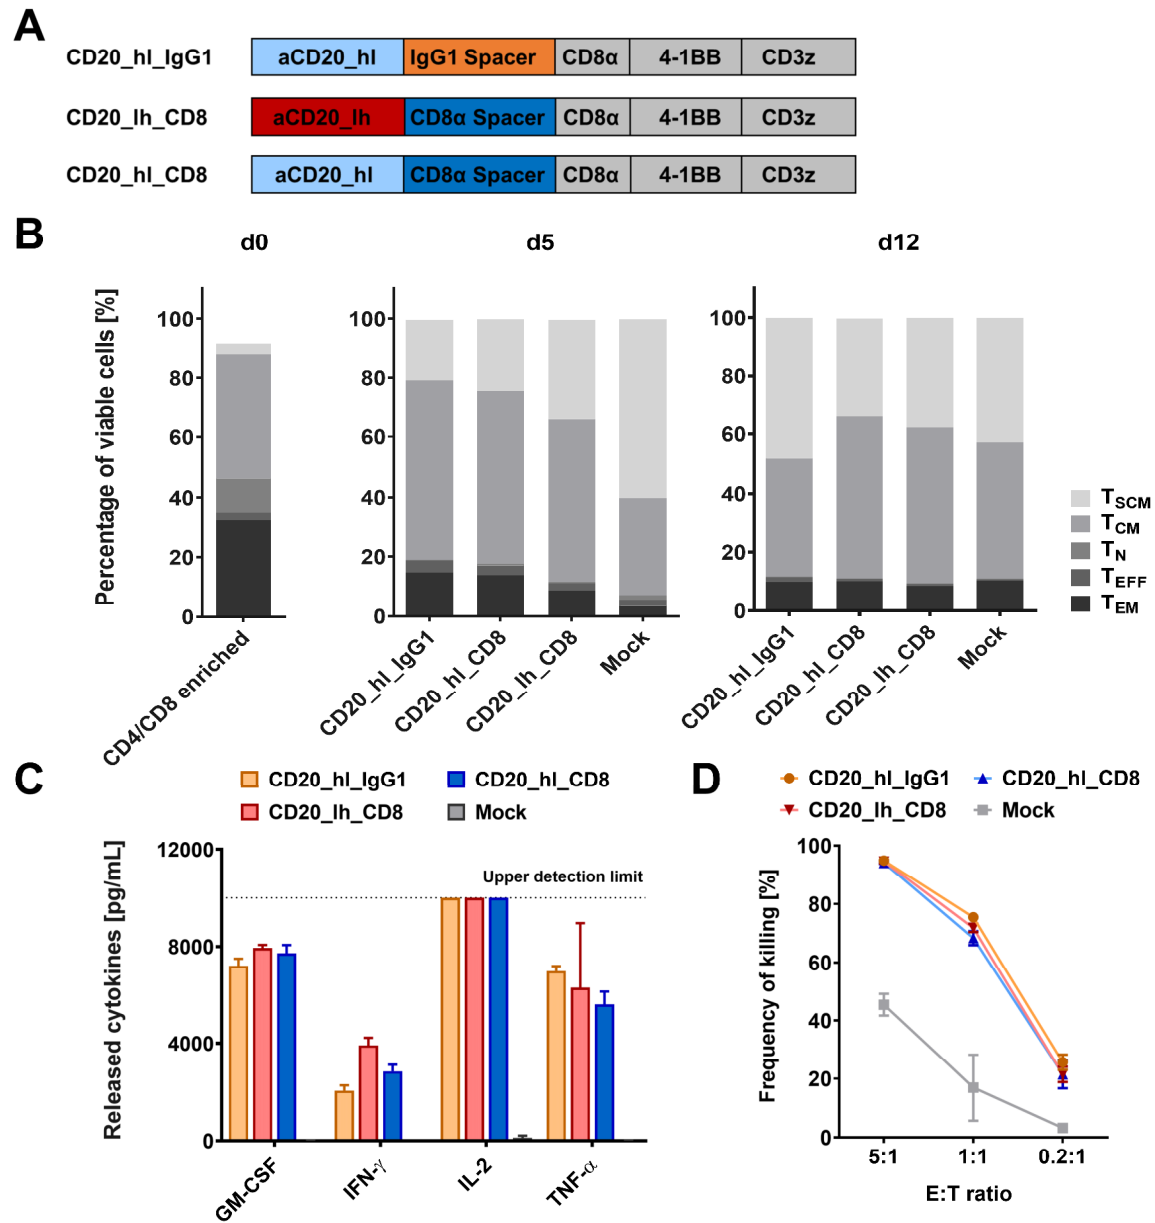 A
CD20_hl_IgG1 aCD20_hl IgG1 Spacer CD8α 4-1BB CD3z
CD20_lh_CD8 aCD20_lh CD8α Spacer CD8α 4-1BB CD3z
CD20_hl_CD8 aCD20_hl CD8α Spacer CD8α 4-1BB CD3z
B
d0 d5 d12
Percentage of viable cells [%]
100 80 60 40 20 0
CD4/CD8 enriched
100 80 60 40 20 0
CD20_hl_IgG1 CD20_hl_CD8 CD20_lh_CD8 Mock
100 80 60 40 20 0
CD20_hl_IgG1 CD20_hl_CD8 CD20_lh_CD8 Mock
TSCM
TCM
TN
TEFF
TEM
C
CD20_hl_IgG1 CD20_hl_CD8
CD20_lh_CD8 Mock
Released cytokines [pg/mL]
12000
8000
4000
0
Upper detection limit
GM-CSF IFN-γ IL-2 TNF-α
D
CD20_hl_IgG1 CD20_hl_CD8
CD20_lh_CD8 Mock
Frequency of killing [%]
100
80
60
40
20
0
5:1 1:1 0.2:1
E:T ratio